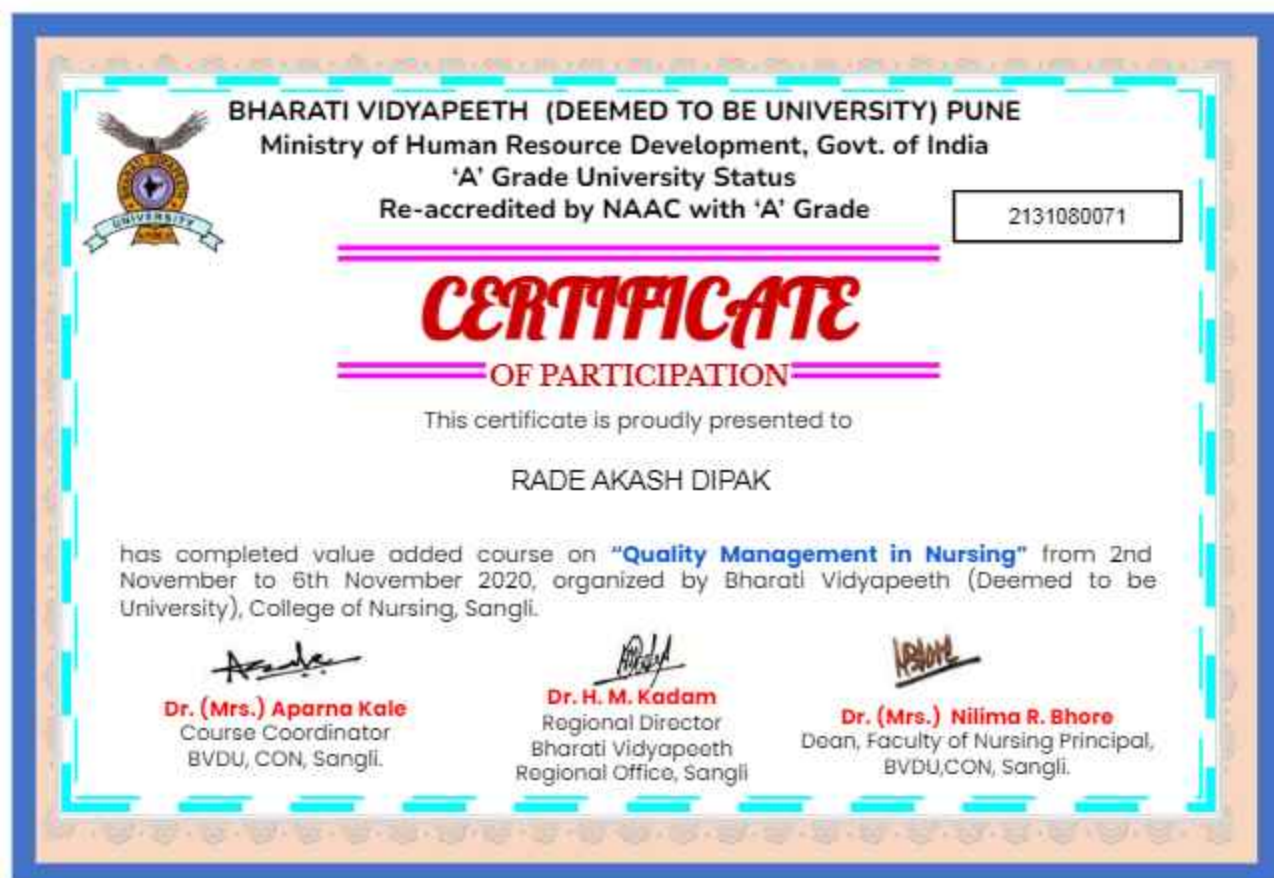 BHARATI VIDYAPEETH (DEEMED TO BE UNIVERSITY) PUNE
Ministry of Human Resource Development, Govt. of India
‘A’ Grade University Status
Re-accredited by NAAC with ‘A’ Grade
2131080071
BHARATI VIDYAPEETH
UNIVERSITY
CERTIFICATE
OF PARTICIPATION
This certificate is proudly presented to
RADE AKASH DIPAK
has completed value added course on “Quality Management in Nursing” from 2nd
November to 6th November 2020, organized by Bharati Vidyapeeth (Deemed to be
University), College of Nursing, Sangli.
Dr. (Mrs.) Aparna Kale
Course Coordinator
BVDU, CON, Sangli.
Dr. H. M. Kadam
Regional Director
Bharati Vidyapeeth
Regional Office, Sangli
Dr. (Mrs.) Nilima R. Bhore
Dean, Faculty of Nursing Principal,
BVDU,CON, Sangli.